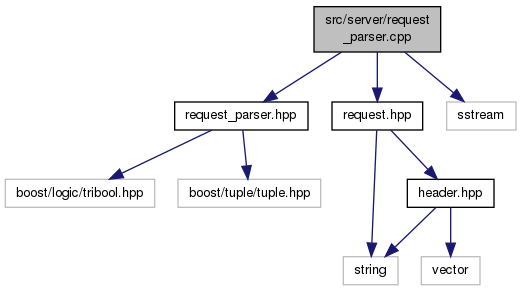 src/server/request
_parser.cpp
request_parser.hpp
request.hpp
sstream
boost/logic/tribool.hpp
boost/tuple/tuple.hpp
header.hpp
string
vector